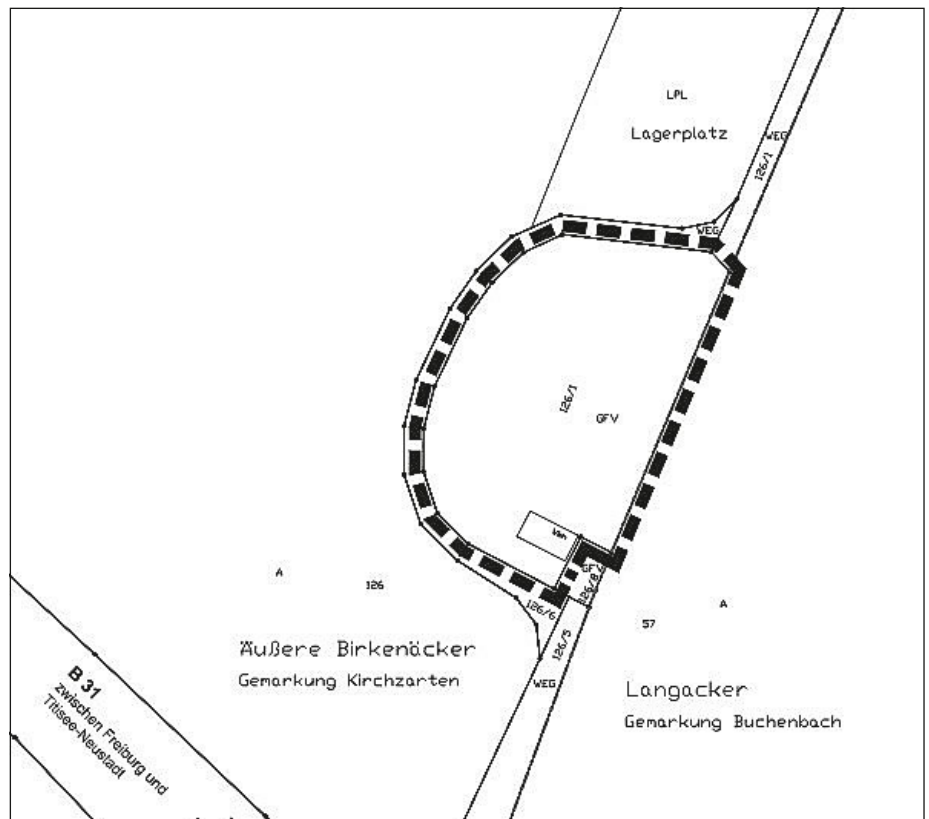 LPL
Lagerplatz
WEG
126/1
WEG
126/1
GFV
Wbh
GFV
126/8
126/6
126/5
WEG
A
126
Äußere Birkenäcker
Gemarkung Kirchzarten
A
57
Langacker
Gemarkung Buchenbach
B 31
zwischen Freiburg und
Titisee-Neustadt